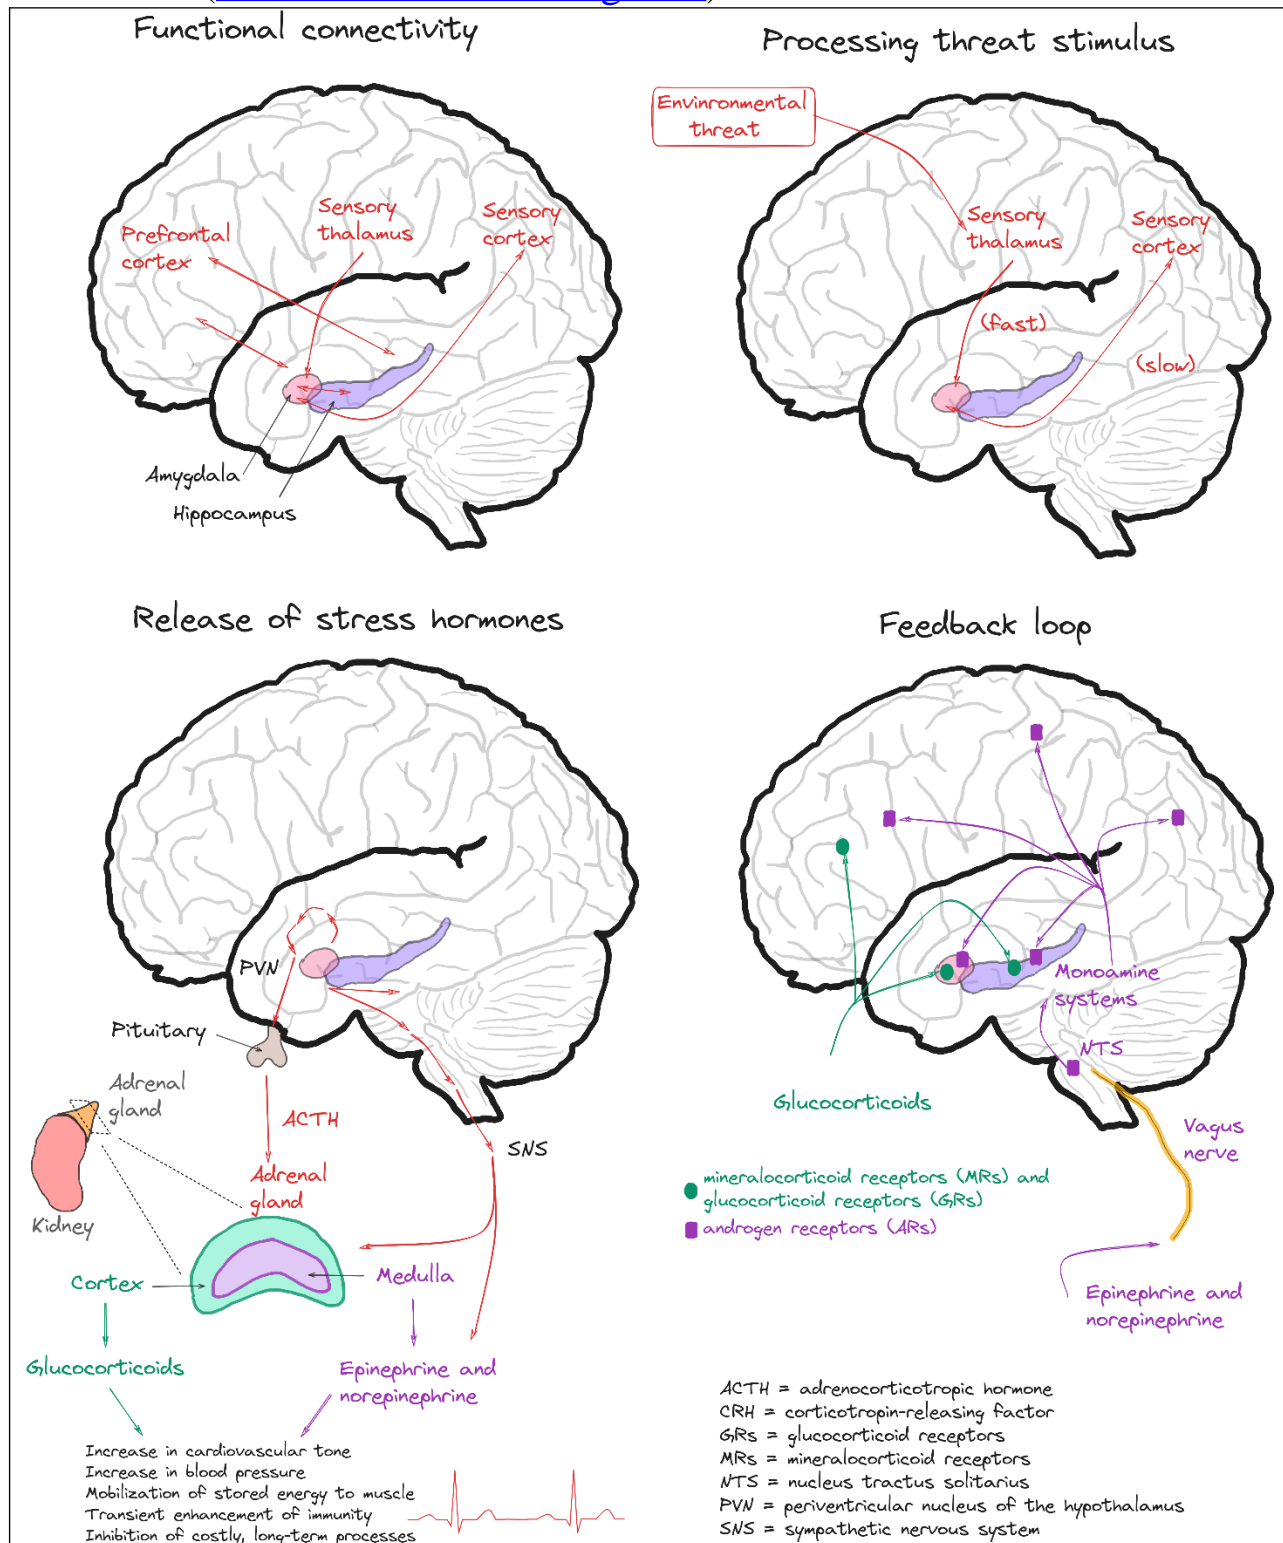 Functional connectivity
Prefrontal
cortex
Sensory
thalamus
Sensory
cortex
Amygdala
Hippocampus
Processing threat stimulus
Envinronmental
threat
Sensory
thalamus
Sensory
cortex
(fast)
(slow)
Release of stress hormones
PVN
Pituitary
Adrenal
gland
Kidney
ACTH
SNS
Adrenal
gland
Cortex
Medulla
Glucocorticoids
Epinephrine and
norepinephrine
Increase in cardiovascular tone
Increase in blood pressure
Mobilization of stored energy to muscle
Transient enhancement of immunity
Inhibition of costly, long-term processes
Feedback loop
Monoamine
systems
NTS
Glucocorticoids
Vagus
nerve
mineralocorticoid receptors (MRs) and
glucocorticoid receptors (GRs)
androgen receptors (ARs)
Epinephrine and
norepinephrine
ACTH = adrenocorticotropic hormone
CRH = corticotropin-releasing factor
GRs = glucocorticoid receptors
MRs = mineralocorticoid receptors
NTS = nucleus tractus solitarius
PVN = periventricular nucleus of the hypothalamus
SNS = sympathetic nervous system